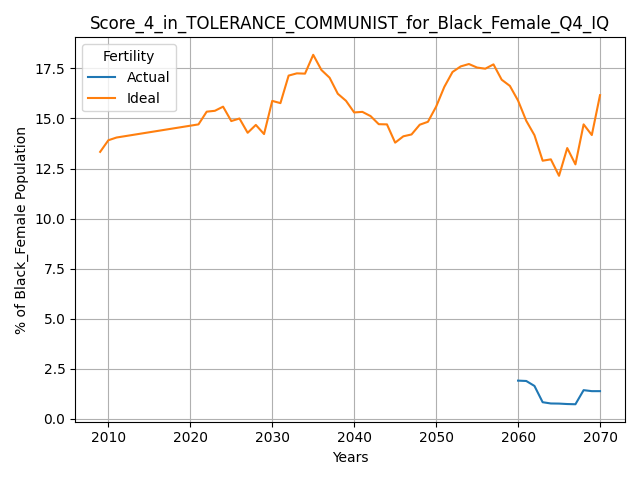 Score_4_in_TOLERANCE_COMMUNIST_for_Black_Female_Q4_IQ
Fertility
Actual
Ideal
% of Black_Female Population
17.5
15.0
12.5
10.0
7.5
5.0
2.5
0.0
2010 2020 2030 2040 2050 2060 2070
Years